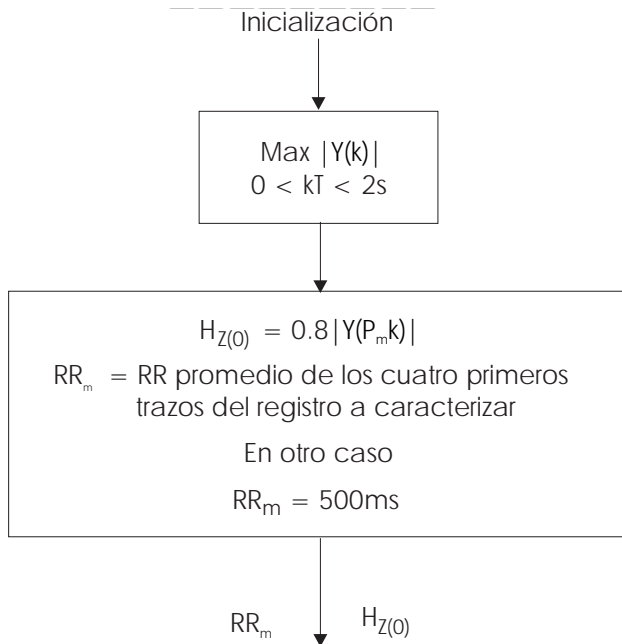 Inicialización
Max |Y(k)|
0 < kT < 2s
H_Z(0) = 0.8|Y(P_m k)|
RR_m = RR promedio de los cuatro primeros
trazos del registro a caracterizar
En otro caso
RR_m = 500ms
RR_m H_Z(0)